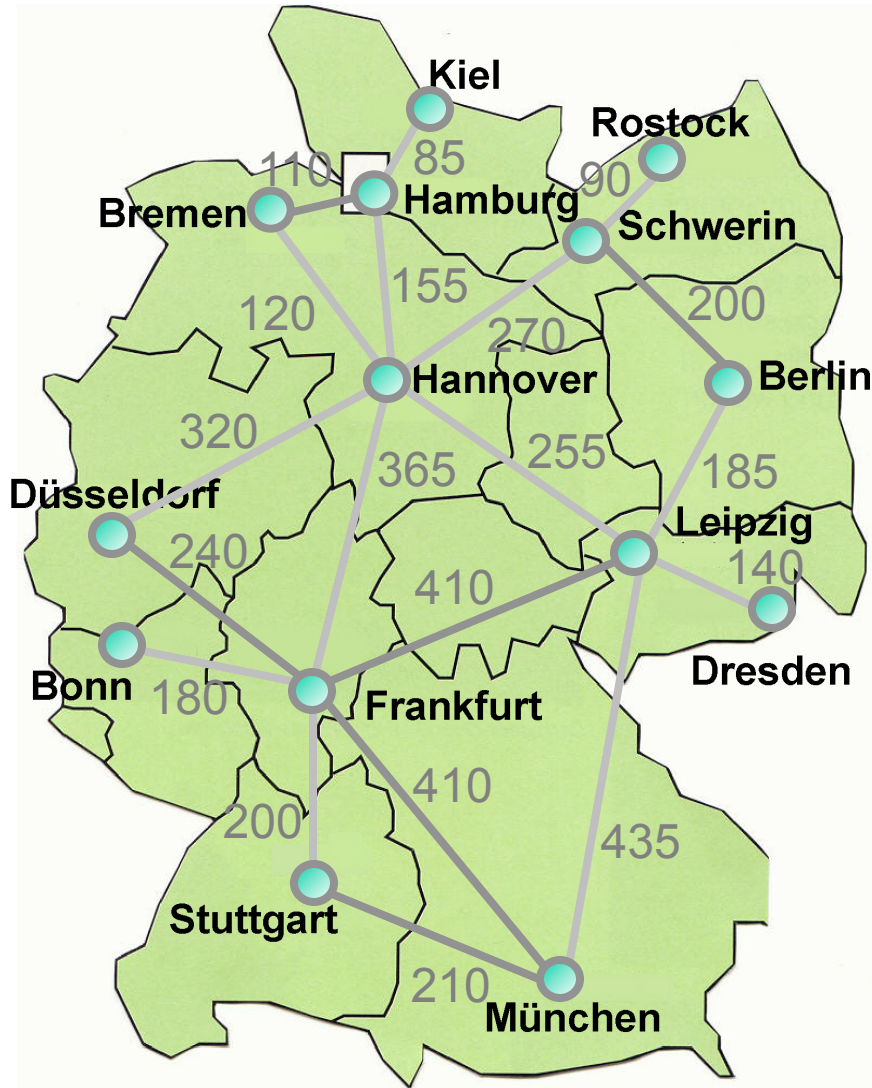 Kiel
Rostock
110
85
90
Hamburg
Bremen
Schwerin
155
120
200
270
Hannover
Berlin
320
255
365
185
Düsseldorf
Leipzig
240
140
410
Bonn
Dresden
180
Frankfurt
410
200
435
Stuttgart
210
München